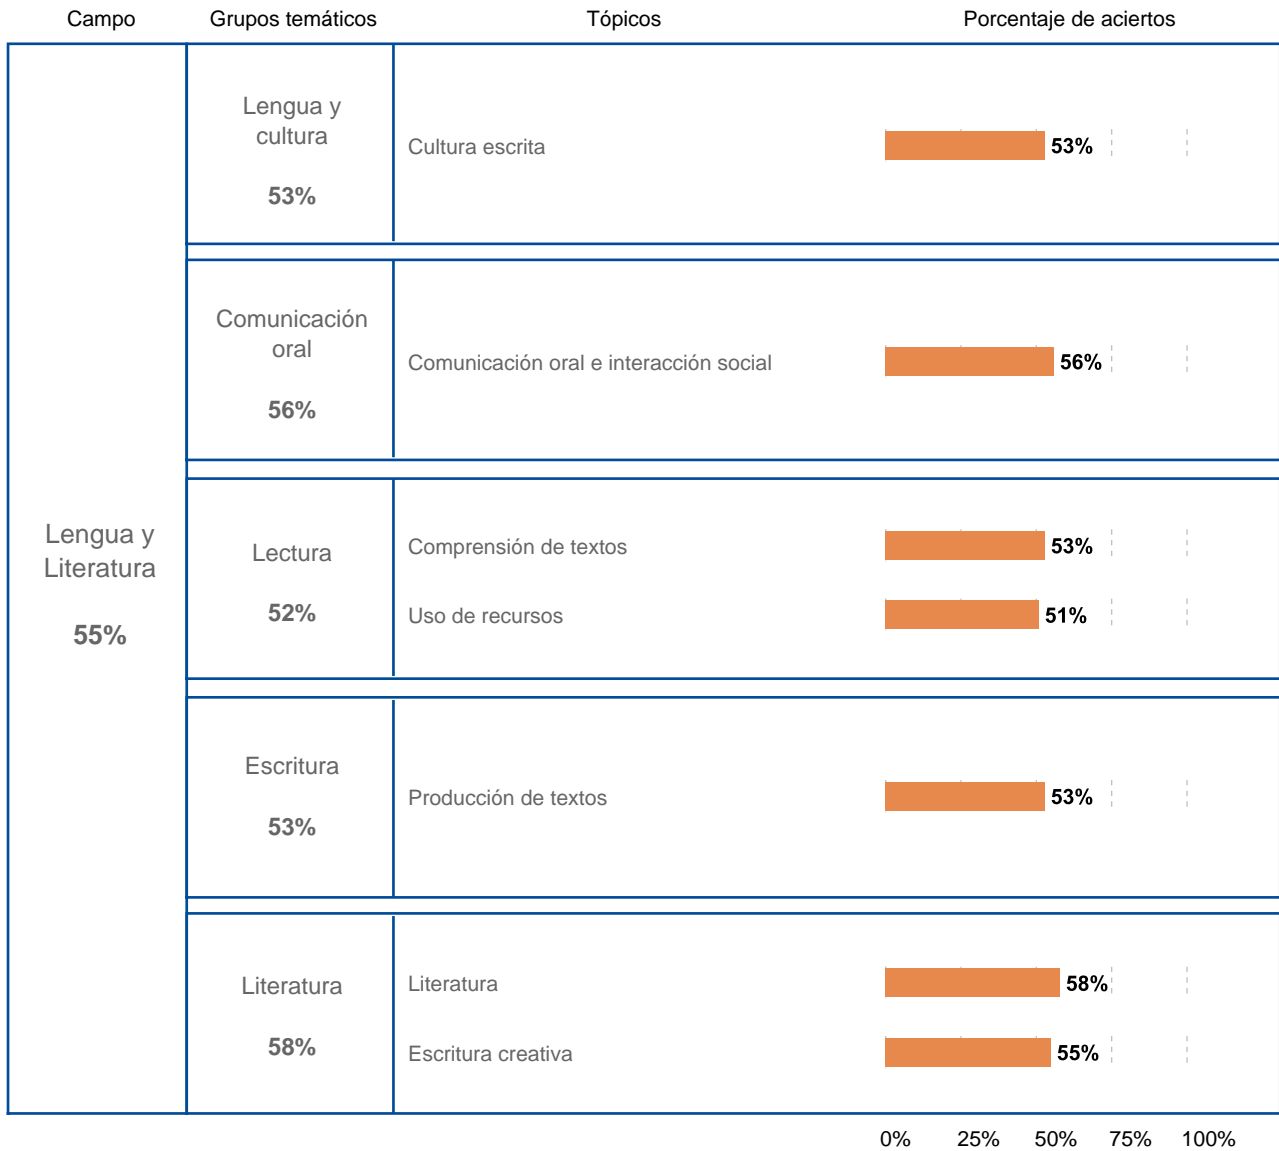 Campo Grupos temáticos Tópicos Porcentaje de aciertos
Lengua y
Literatura
55%
Lengua y
cultura
53%
Cultura escrita
53%
Comunicación
oral
56%
Comunicación oral e interacción social
56%
Lectura
52%
Comprensión de textos
53%
Uso de recursos
51%
Escritura
53%
Producción de textos
53%
Literatura
58%
Literatura
58%
Escritura creativa
55%
0% 25% 50% 75% 100%